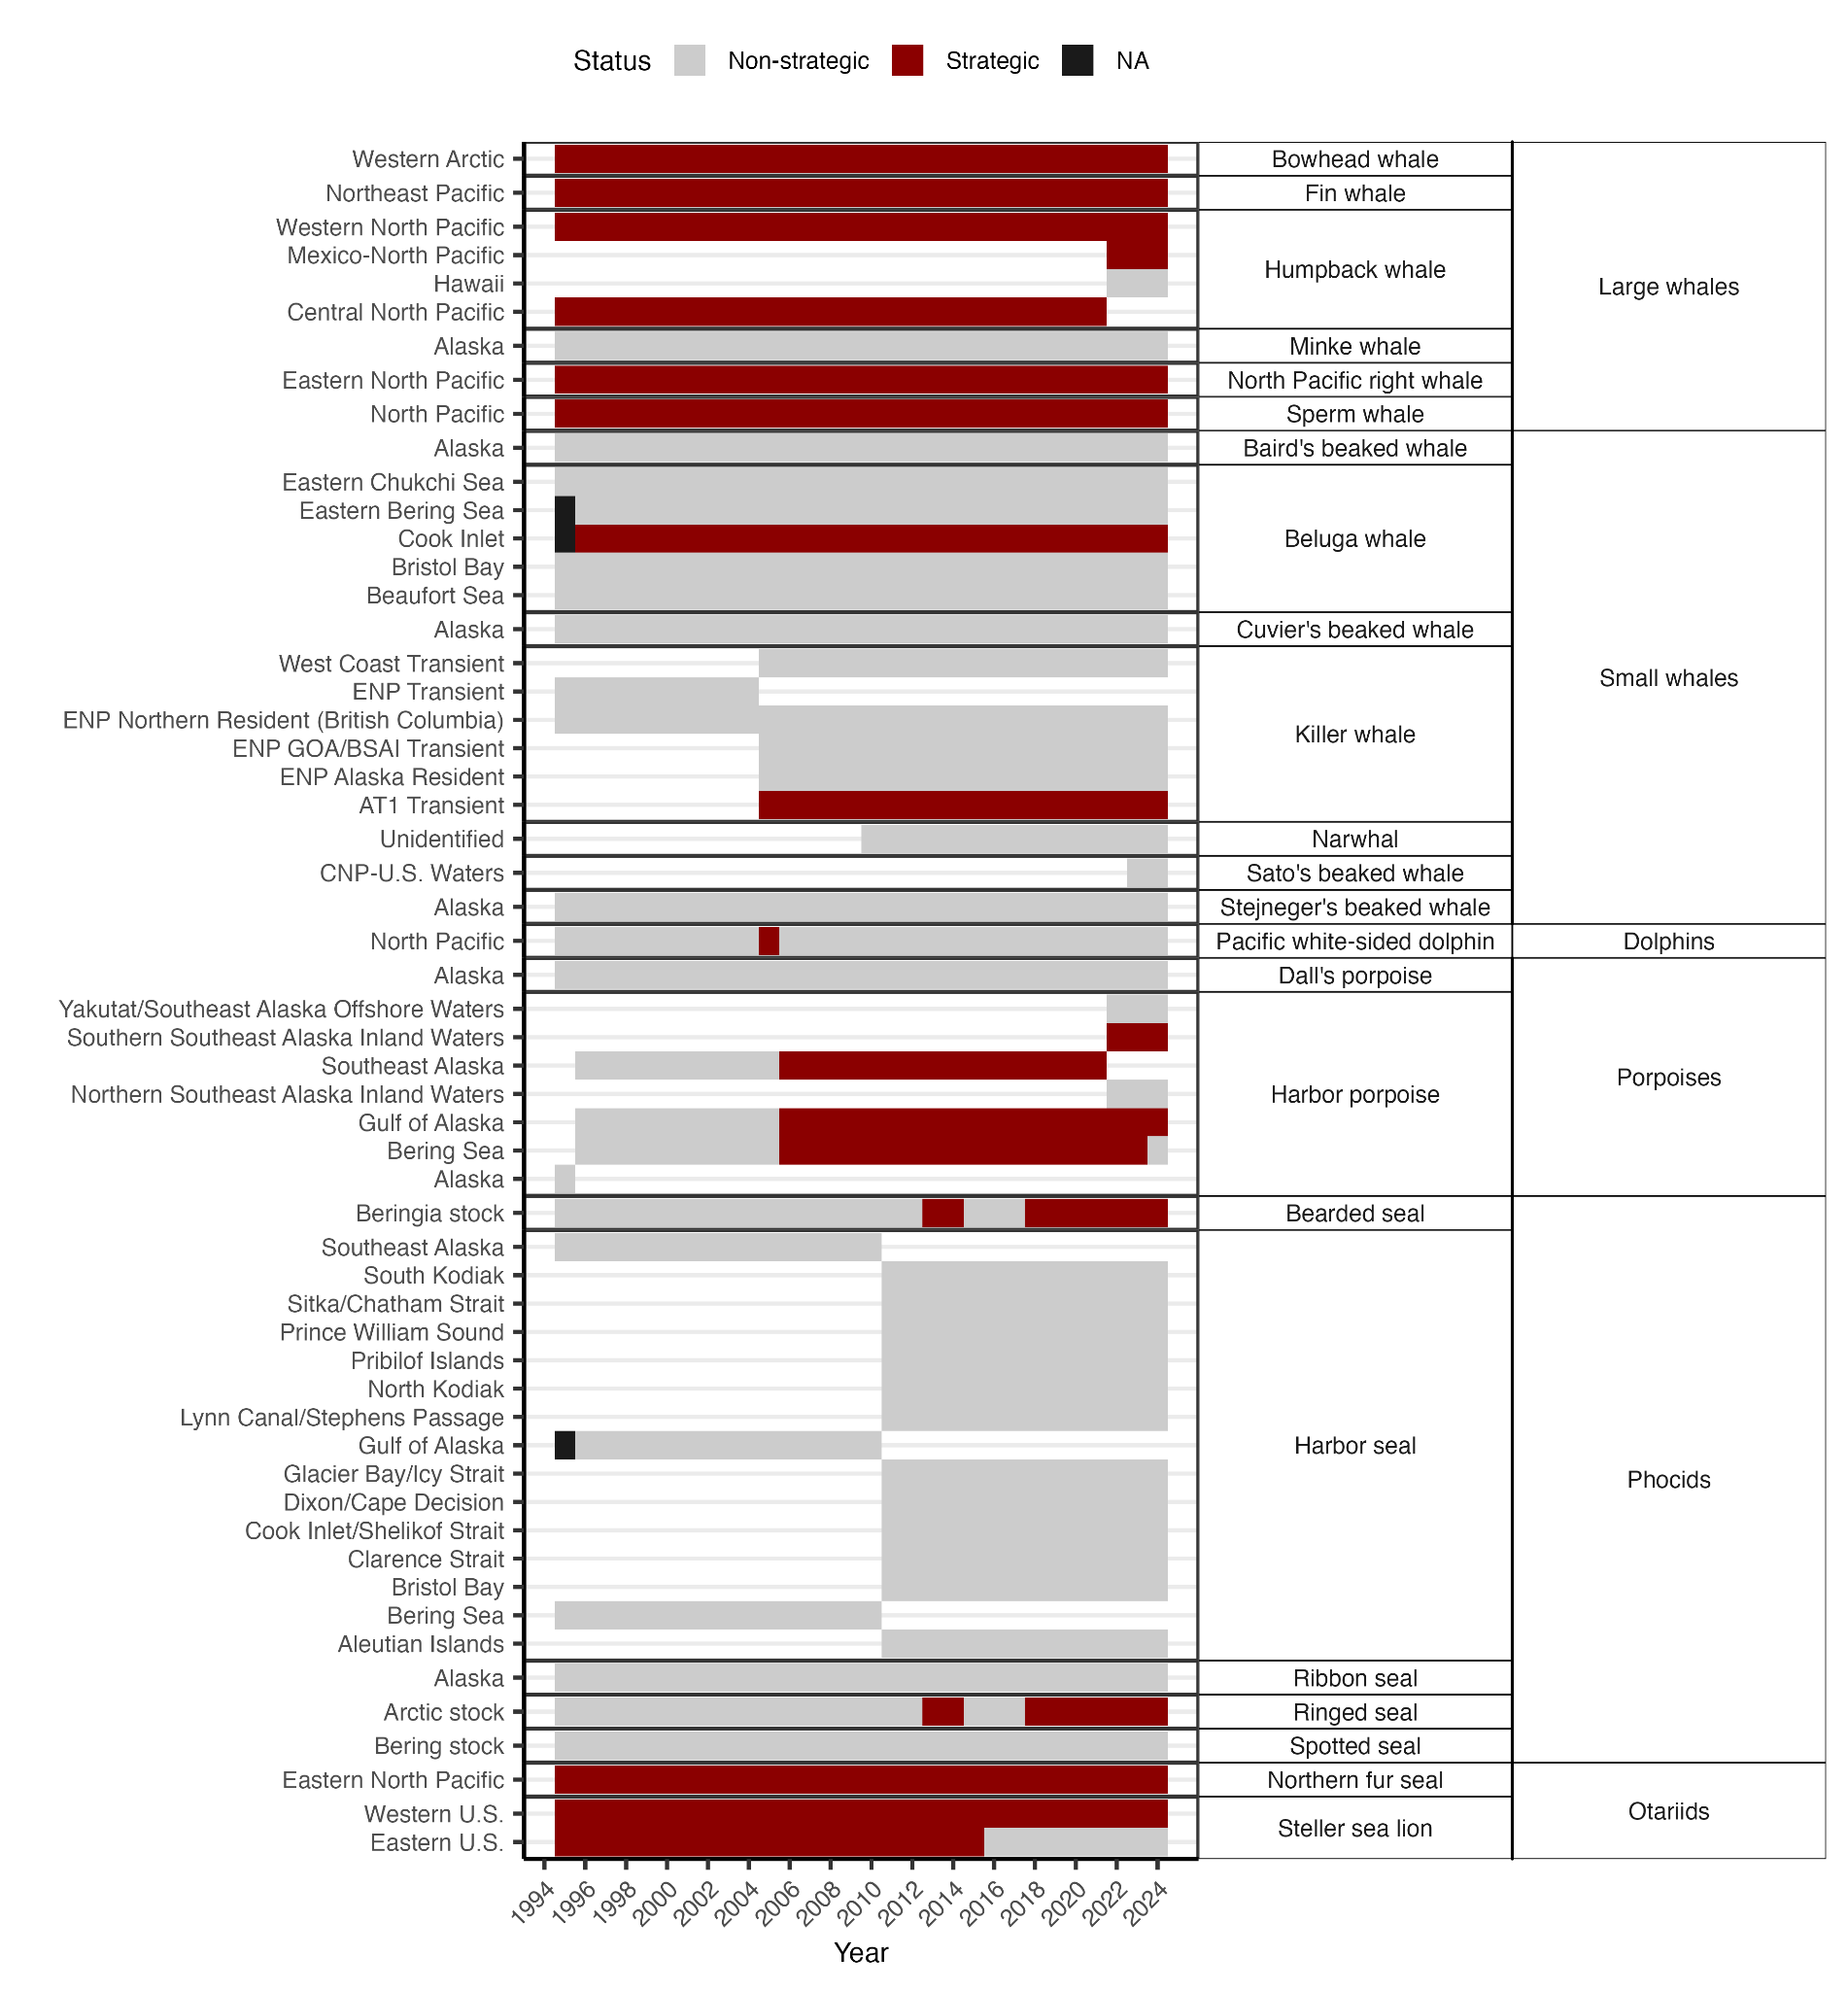 Status Non-strategic Strategic NA
Western Arctic Bowhead whale
Northeast Pacific Fin whale
Western North Pacific
Mexico-North Pacific
Humpback whale
Hawaii
Large whales
Central North Pacific
Alaska Minke whale
Eastern North Pacific North Pacific right whale
North Pacific Sperm whale
Alaska Baird's beaked whale
Eastern Chukchi Sea
Eastern Bering Sea
Cook Inlet Beluga whale
Bristol Bay
Beaufort Sea
Alaska Cuvier's beaked whale
West Coast Transient
Small whales
ENP Transient
ENP Northern Resident (British Columbia)
Killer whale
ENP GOA/BSAI Transient
ENP Alaska Resident
AT1 Transient
Unidentified Narwhal
CNP-U.S. Waters Sato's beaked whale
Alaska Stejneger's beaked whale
North Pacific Pacific white-sided dolphin Dolphins
Alaska Dall's porpoise
Yakutat/Southeast Alaska Offshore Waters
Southern Southeast Alaska Inland Waters
Southeast Alaska
Porpoises
Northern Southeast Alaska Inland Waters Harbor porpoise
Gulf of Alaska
Bering Sea
Alaska
Beringia stock Bearded seal
Southeast Alaska
South Kodiak
Sitka/Chatham Strait
Prince William Sound
Pribilof Islands
North Kodiak
Lynn Canal/Stephens Passage
Gulf of Alaska Harbor seal
Glacier Bay/Icy Strait Phocids
Dixon/Cape Decision
Cook Inlet/Shelikof Strait
Clarence Strait
Bristol Bay
Bering Sea
Aleutian Islands
Alaska Ribbon seal
Arctic stock Ringed seal
Bering stock Spotted seal
Eastern North Pacific Northern fur seal
Western U.S. Otariids
Steller sea lion
Eastern U.S.
1994 1996 1998 2000 2002 2004 2006 2008 2010 2012 2014 2016 2018 2020 2022 2024
Year